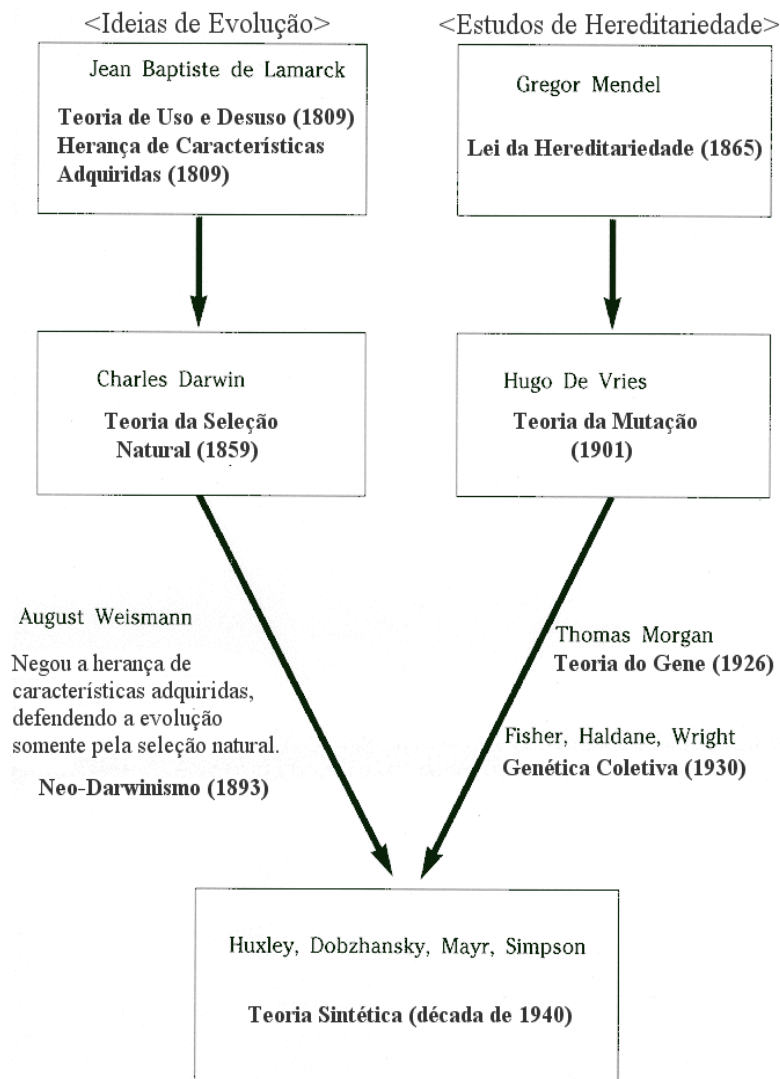 <Ideias de Evolução>
Jean Baptiste de Lamarck
Teoria de Uso e Desuso (1809)
Herança de Características
Adquiridas (1809)
<Estudos de Hereditariedade>
Gregor Mendel
Lei da Hereditariedade (1865)
Charles Darwin
Teoria da Seleção
Natural (1859)
Hugo De Vries
Teoria da Mutação
(1901)
August Weismann
Negou a herança de
características adquiridas,
defendendo a evolução
somente pela seleção natural.
Neo-Darwinismo (1893)
Thomas Morgan
Teoria do Gene (1926)
Fisher, Haldane, Wright
Genética Coletiva (1930)
Huxley, Dobzhansky, Mayr, Simpson
Teoria Sintética (década de 1940)